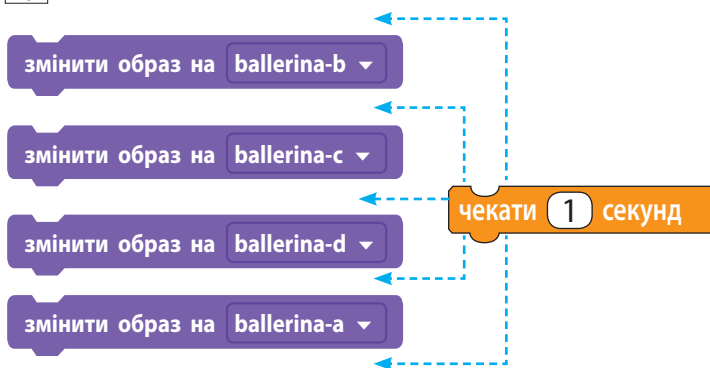 змінити образ на ballerina-b
змінити образ на ballerina-c
чекати 1 секунд
змінити образ на ballerina-d
змінити образ на ballerina-a